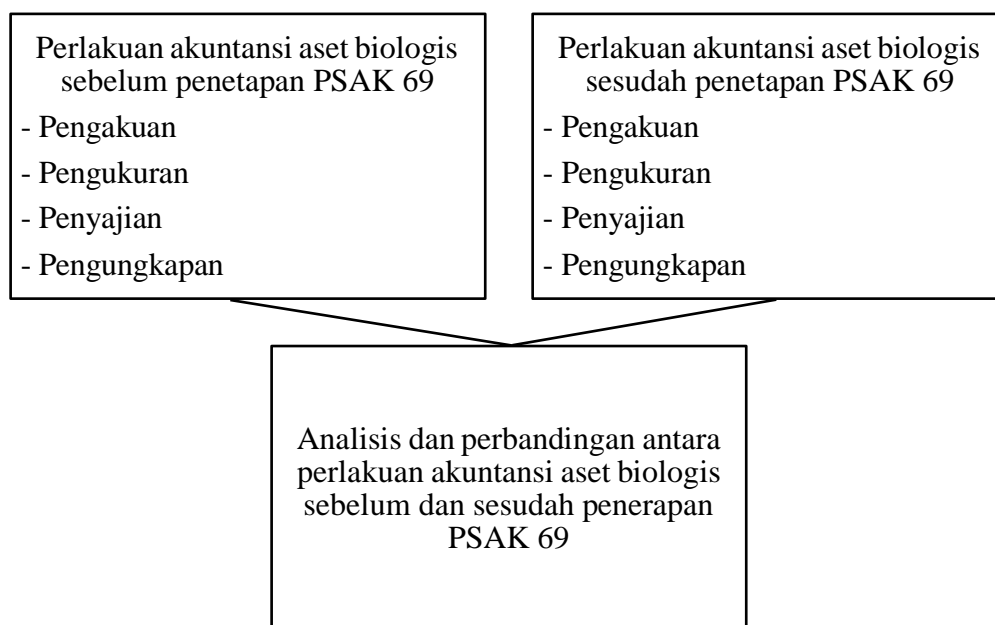 Perlakuan akuntansi aset biologis
sebelum penetapan PSAK 69
- Pengakuan
- Pengukuran
- Penyajian
- Pengungkapan
Perlakuan akuntansi aset biologis
sesudah penetapan PSAK 69
- Pengakuan
- Pengukuran
- Penyajian
- Pengungkapan
Analisis dan perbandingan antara
perlakuan akuntansi aset biologis
sebelum dan sesudah penerapan
PSAK 69